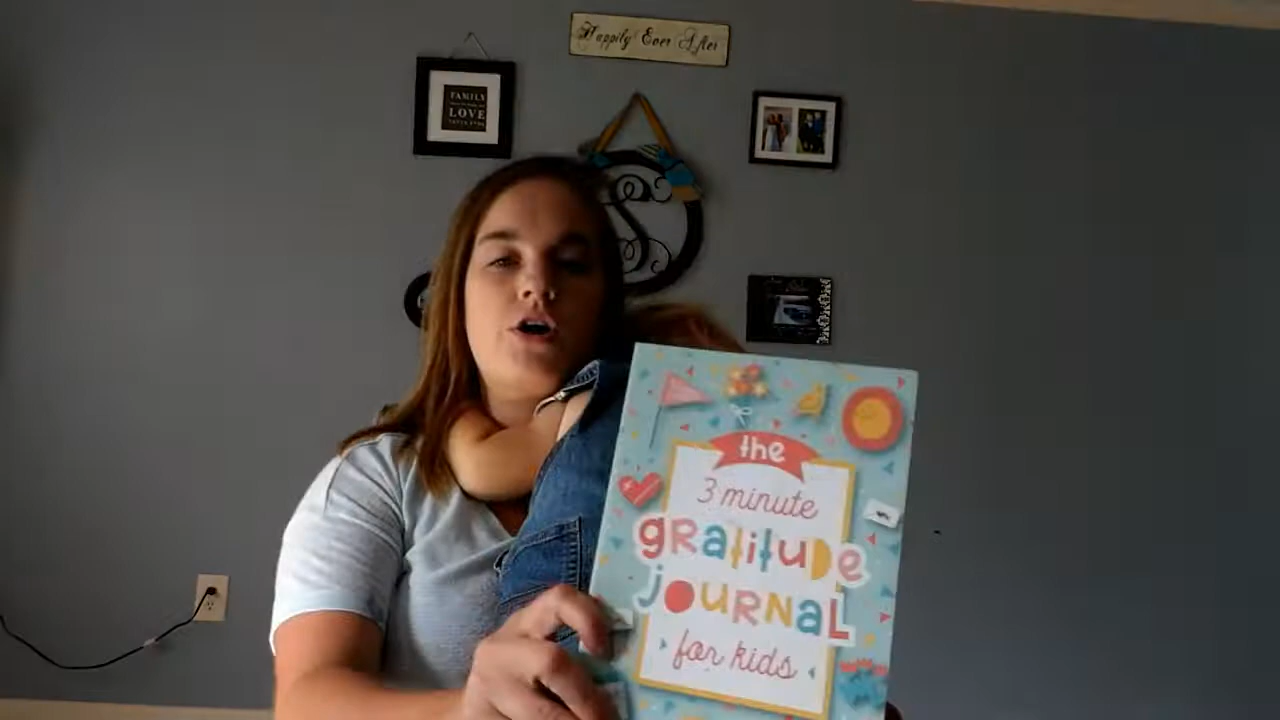 Happily Ever After
FAMILY
LOVE
S
the
3 minute
gratitude
journal
for kids